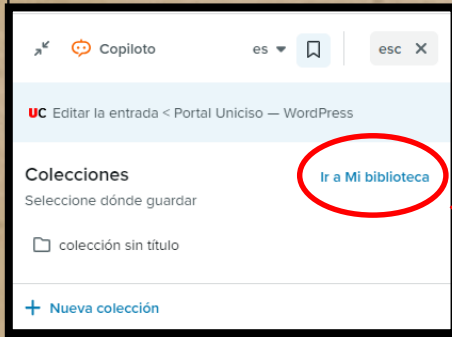 Copiloto es esc X
UC Editar la entrada < Portal Uniciso — WordPress
Colecciones Ir a Mi biblioteca
Seleccione dónde guardar
colección sin título
+ Nueva colección